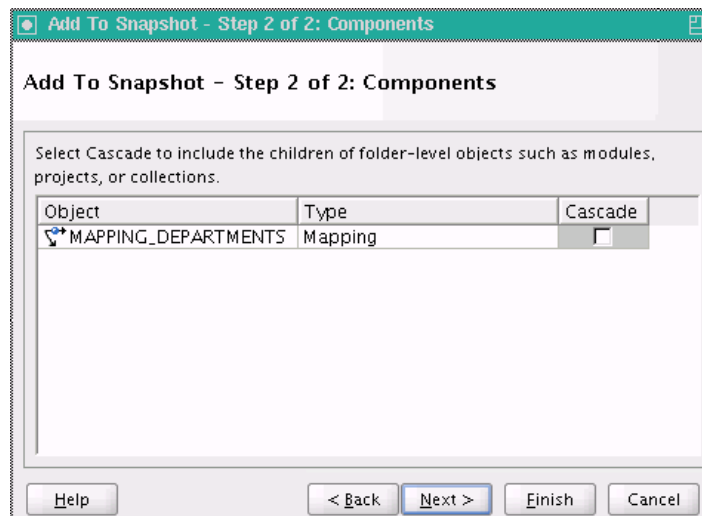 Add To Snapshot - Step 2 of 2: Components
Add To Snapshot – Step 2 of 2: Components
Select Cascade to include the children of folder-level objects such as modules,
projects, or collections.
Object Type Cascade
MAPPING_DEPARTMENTS Mapping
Help < Back Next > Finish Cancel